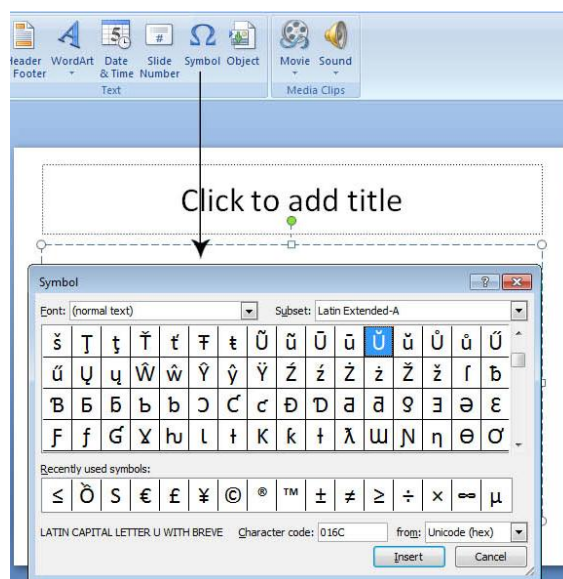 Header WordArt Date Slide Symbol Object Movie Sound
Footer & Time Number
Text Media Clips
Click to add title
Symbol
Font: (normal text) Subset: Latin Extended-A
š Ţ ţ Ť ť Ŧ ŧ Ũ ũ Ū ū Ŭ ŭ Ů ů Ű
ű Ų ų Ŵ ŵ Ŷ ŷ Ÿ Ź ź Ż ż Ž ž ſ ƀ
Ɓ Ƃ ƃ Ƅ ƅ Ɔ Ƈ ƈ Ɖ Ɗ Ƌ ƌ ƍ Ǝ Ə Ɛ
Ƒ ƒ Ɠ Ɣ ƕ Ɩ Ɨ Ƙ ƙ ƚ ƛ Ɯ Ɲ ƞ Ɵ Ơ
Recently used symbols:
≤ Ȍ S € £ ¥ © ® ™ ± ≠ ≥ ÷ × ∞ µ
LATIN CAPITAL LETTER U WITH BREVE Character code: 016C from: Unicode (hex)
Insert Cancel